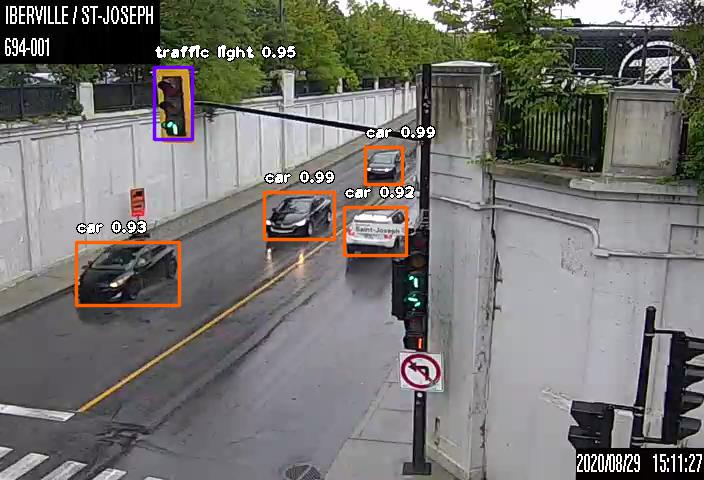 IBERVILLE / ST-JOSEPH
694-001
traffic light 0.95
car 0.99
car 0.99
car 0.92
Saint-Joseph
car 0.93
2020/08/29 15:11:27